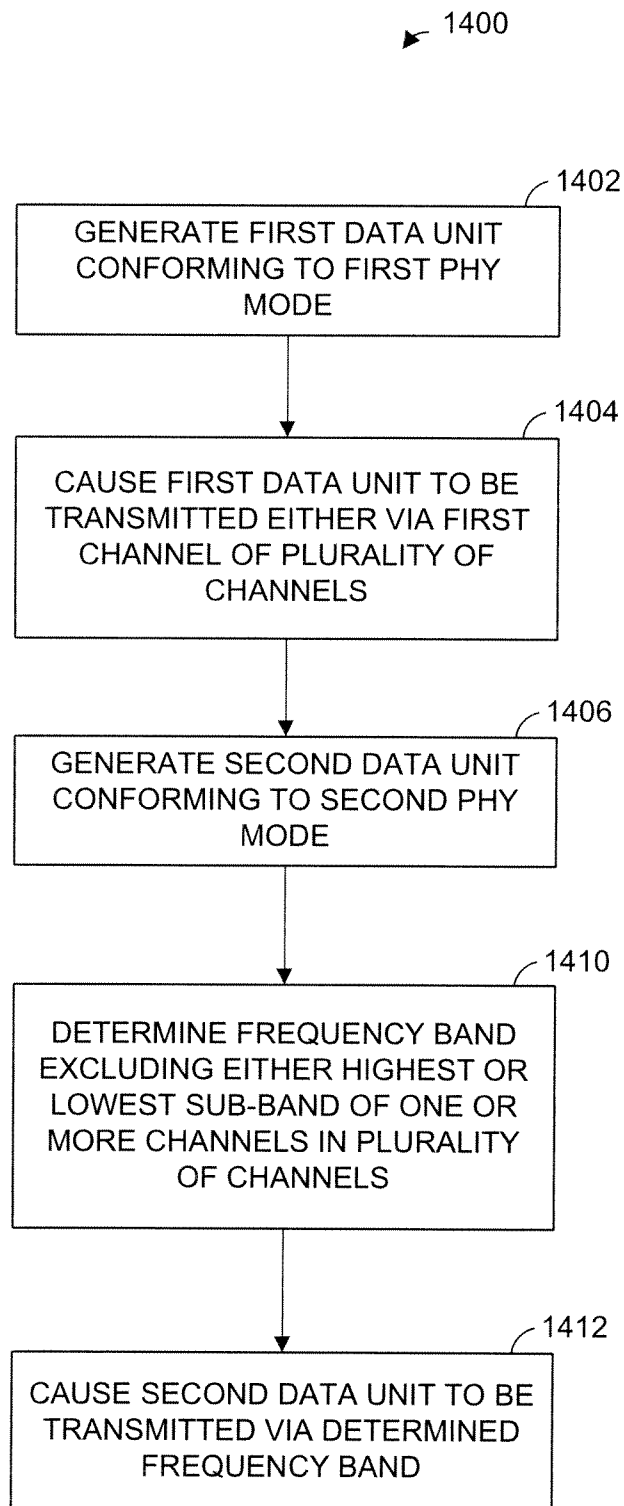 1400
1402
GENERATE FIRST DATA UNIT
CONFORMING TO FIRST PHY
MODE
1404
CAUSE FIRST DATA UNIT TO BE
TRANSMITTED EITHER VIA FIRST
CHANNEL OF PLURALITY OF
CHANNELS
1406
GENERATE SECOND DATA UNIT
CONFORMING TO SECOND PHY
MODE
1410
DETERMINE FREQUENCY BAND
EXCLUDING EITHER HIGHEST OR
LOWEST SUB-BAND OF ONE OR
MORE CHANNELS IN PLURALITY
OF CHANNELS
1412
CAUSE SECOND DATA UNIT TO BE
TRANSMITTED VIA DETERMINED
FREQUENCY BAND